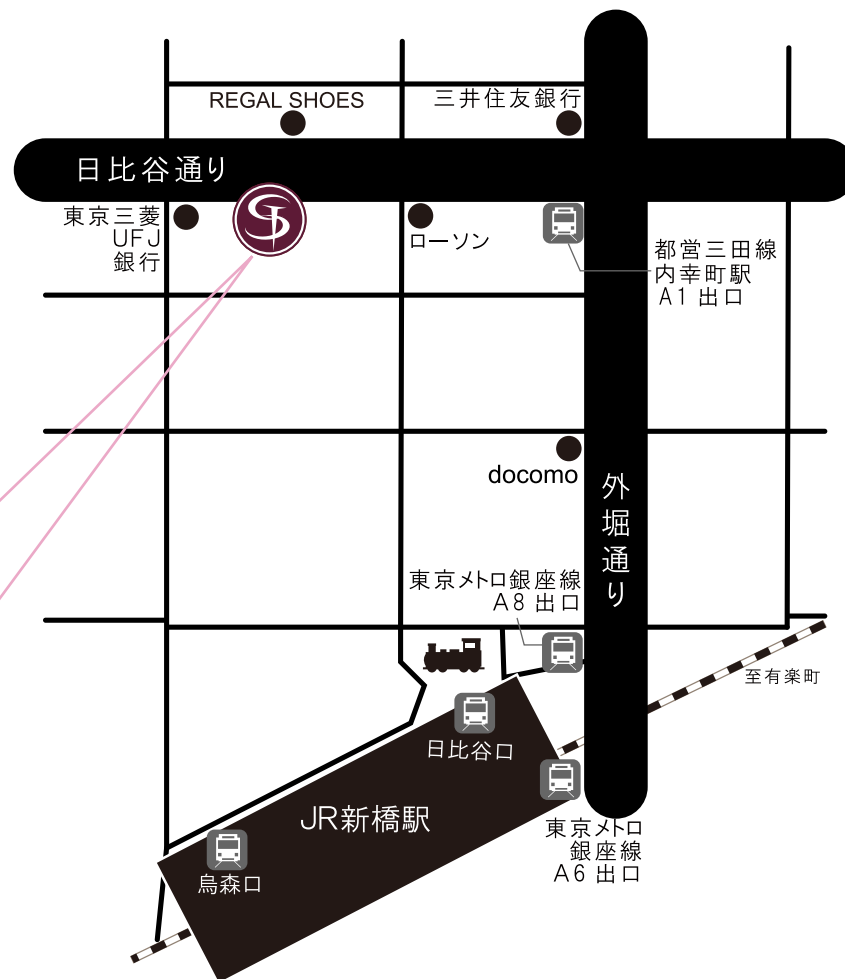 REGAL SHOES
三井住友銀行
日比谷通り
東京三菱
UFJ
銀行
ローソン
都営三田線
内幸町駅
A1 出口
docomo
外堀通り
東京メトロ銀座線
A8 出口
至有楽町
日比谷口
JR新橋駅
烏森口
東京メトロ
銀座線
A6 出口